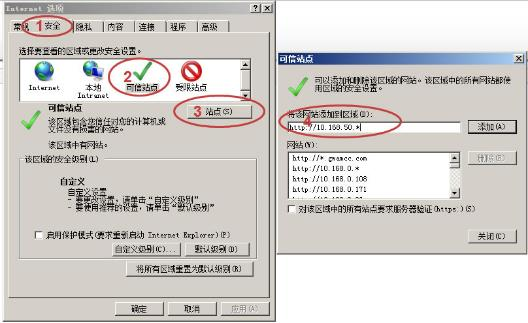 Internet 选项
常规 安全 隐私 内容 连接 程序 高级
1
选择要查看的区域或更改安全设置。
2
Internet 本地 Intranet 可信站点 受限站点
可信站点
3 站点(S)
该区域包含您信任对您的计算机或
文件没有损害的网站。
该区域中有网站。
该区域的安全级别(L)
自定义
自定义设置
- 要更改设置，请单击“自定义级别”
- 要使用推荐的设置，请单击“默认级别”
启用保护模式(要求重新启动 Internet Explorer)(P)
自定义级别(C)... 默认级别(D)
将所有区域重置为默认级别(R)
确定 取消 应用(A)
可信站点
可以添加和删除该区域的网站。该区域中的所有网站都使
用区域的安全设置。
将该网站添加到区域(D):
4
http://10.168.50.* 添加(A)
网站(W):
http://*.gwamcc.com 删除(R)
http://10.168.0.*
http://10.168.0.108
http://10.168.0.171
对该区域中的所有站点要求服务器验证(https:)(S)
关闭(C)